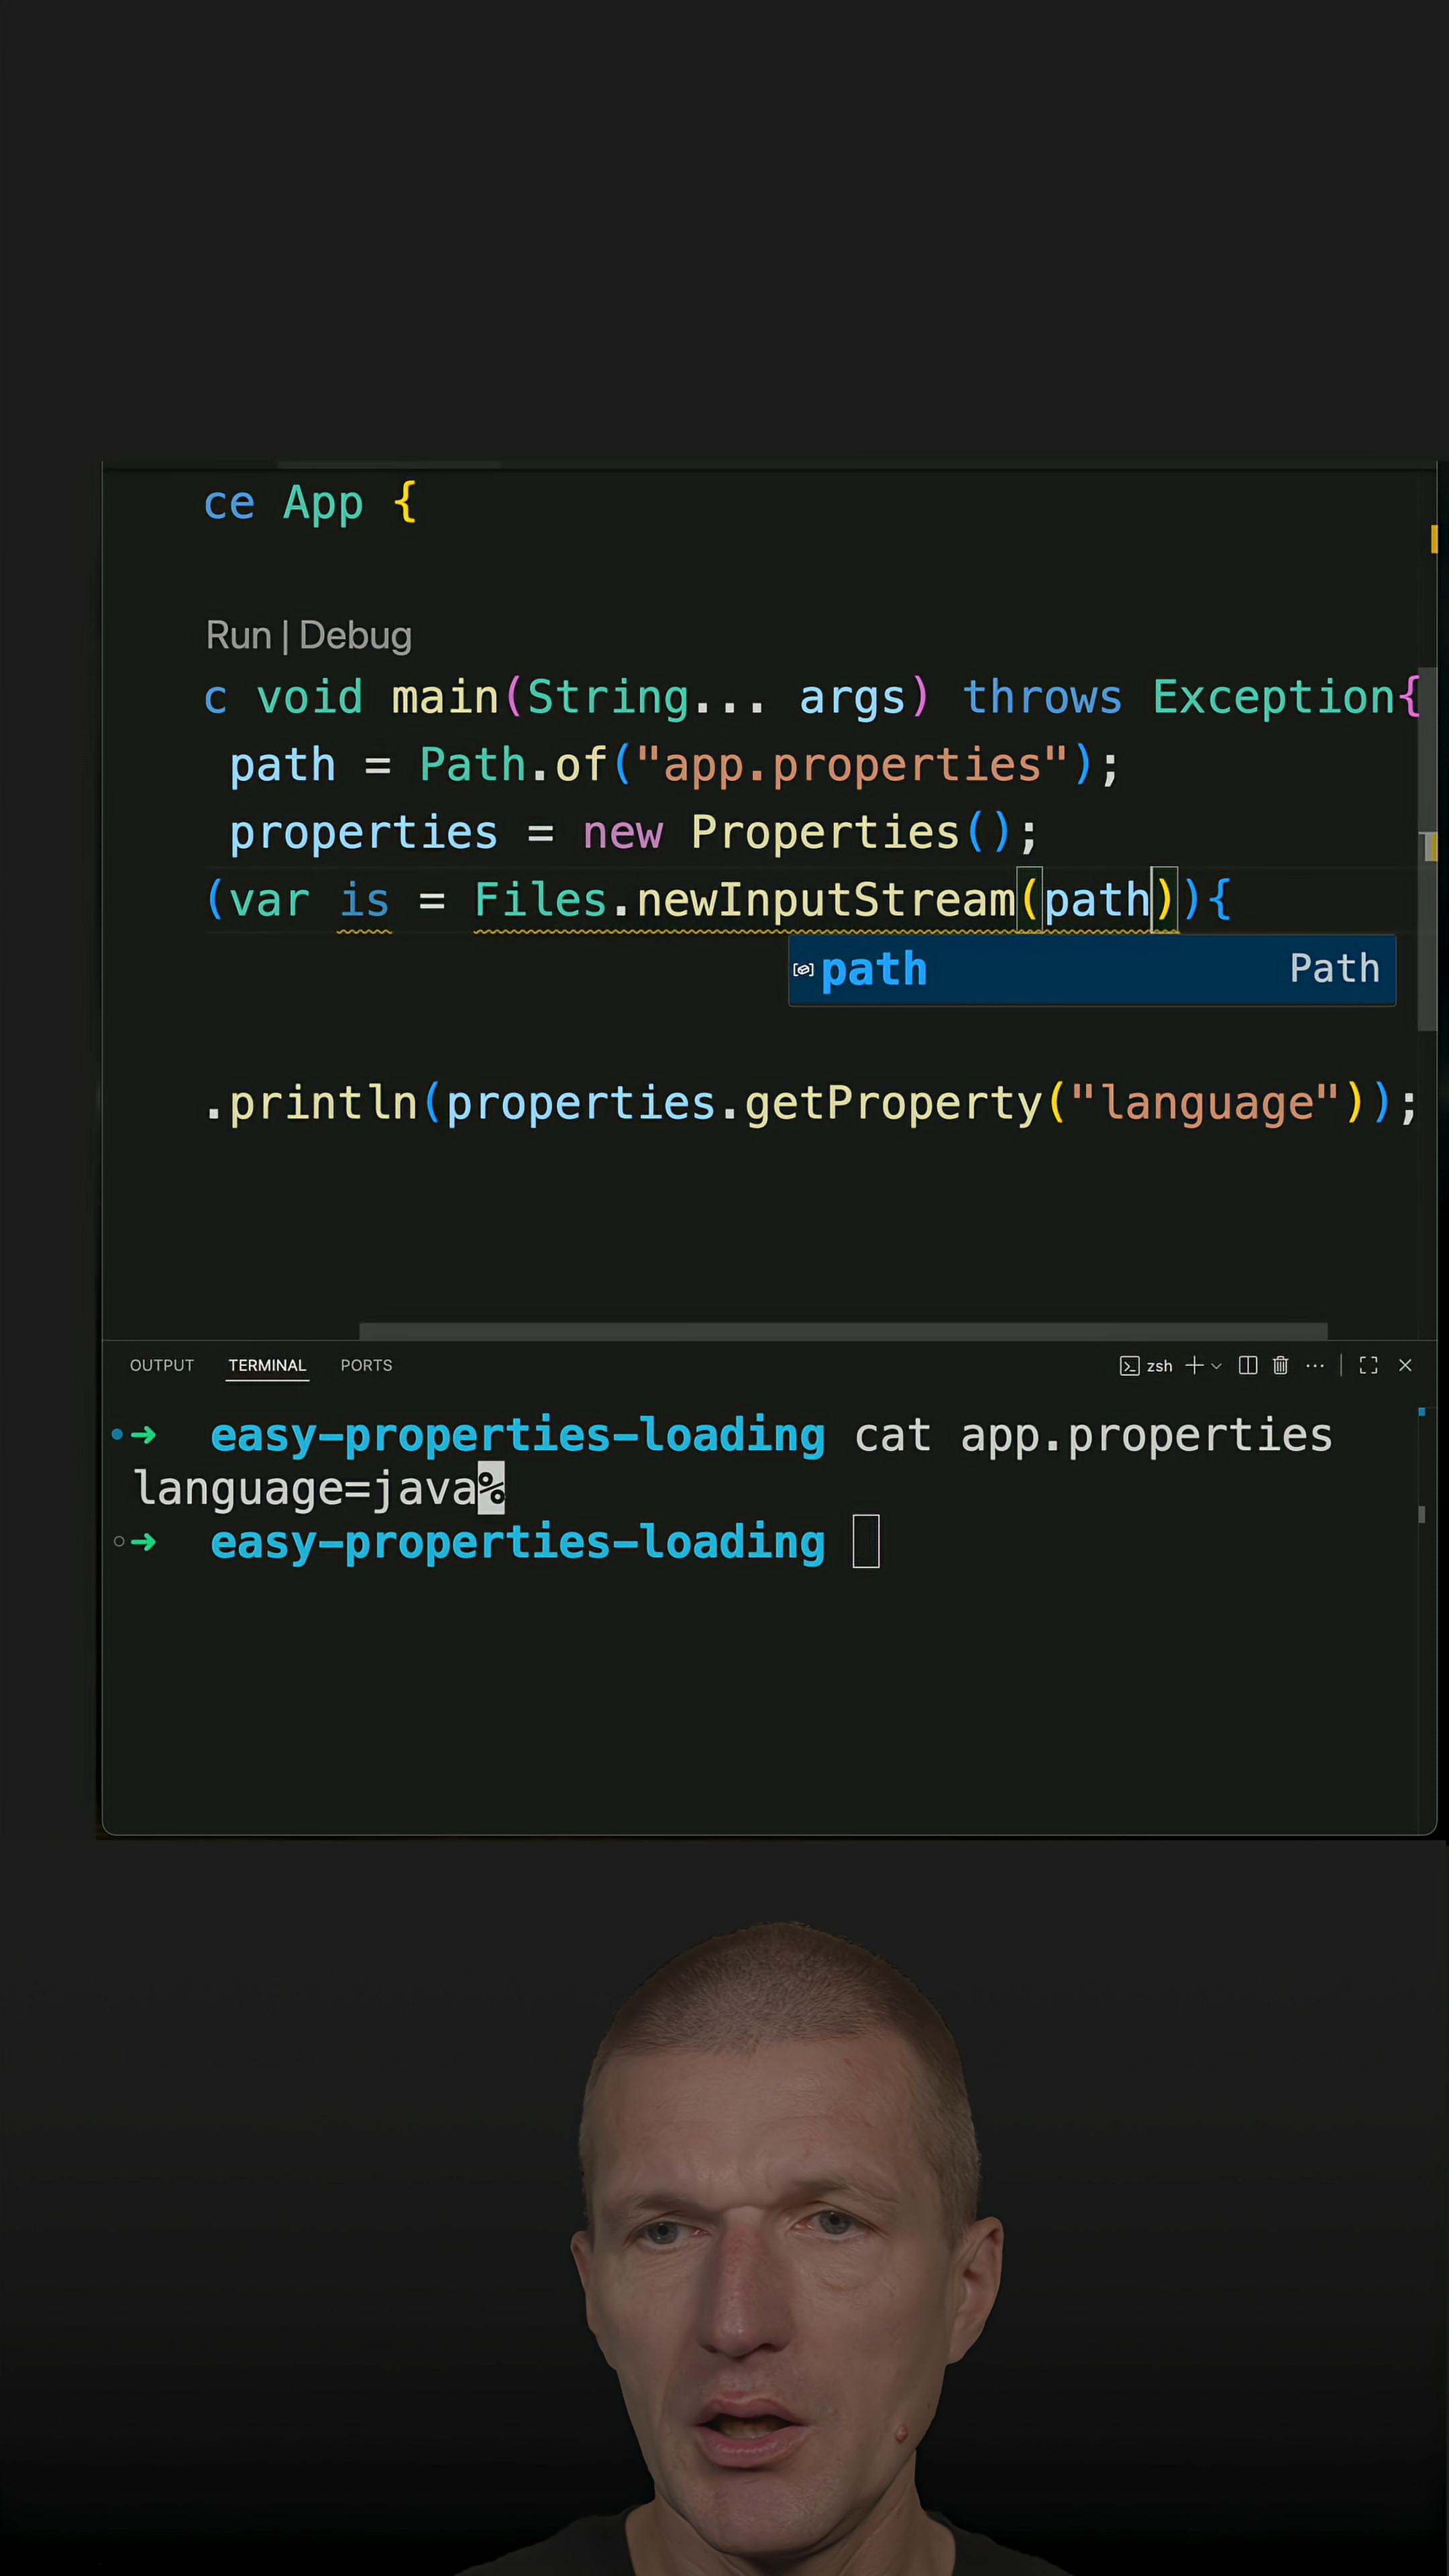 ce App {
Run | Debug
c void main(String... args) throws Exception{
path = Path.of("app.properties");
properties = new Properties();
(var is = Files.newInputStream(path)){
path Path
.println(properties.getProperty("language"));
OUTPUT TERMINAL PORTS zsh
easy-properties-loading cat app.properties
language=java%
easy-properties-loading